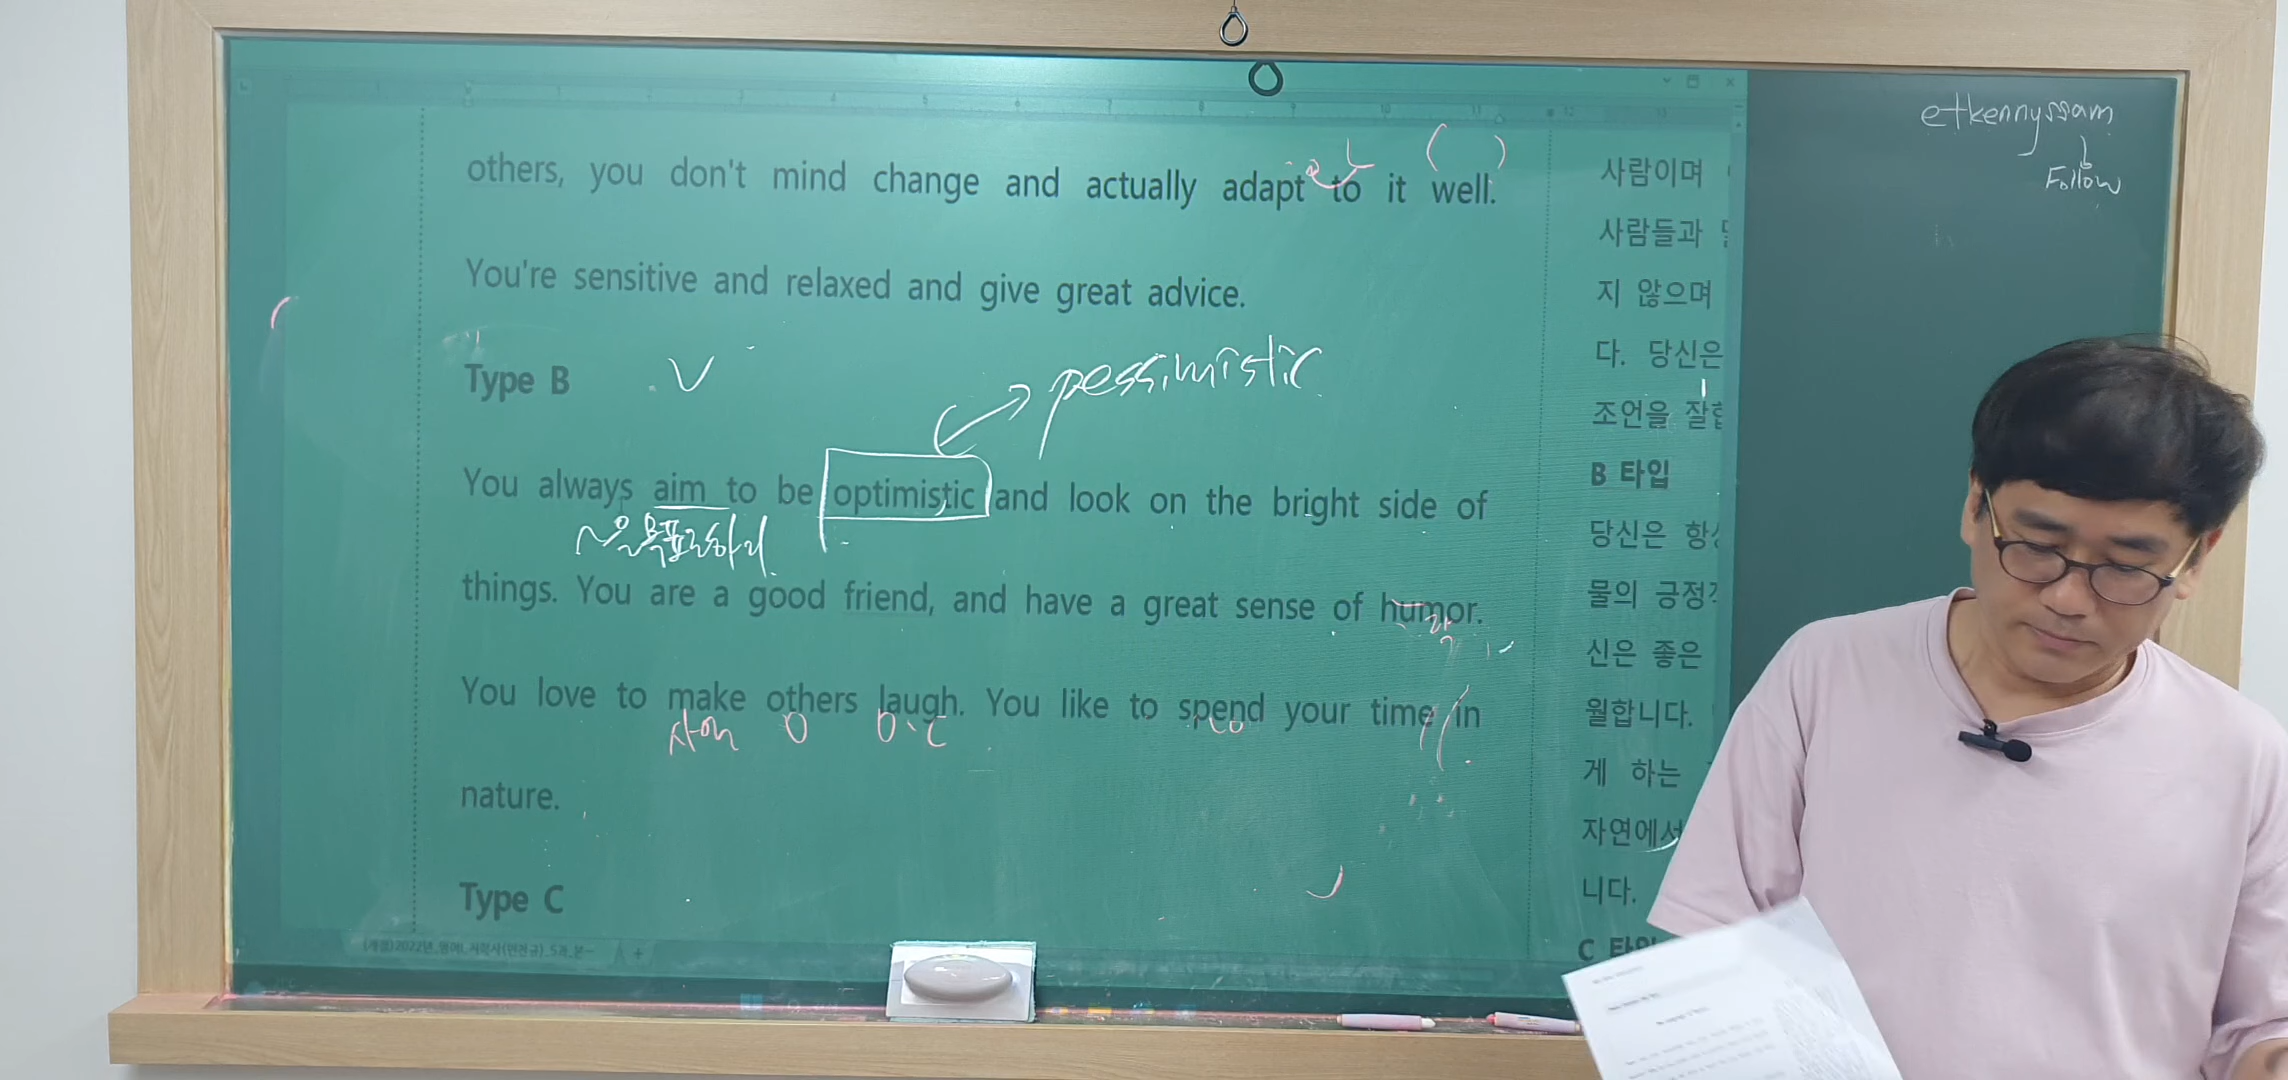 others, you don't mind change and actually adapt to it well.
( )
You're sensitive and relaxed and give great advice.
Type B
V
pessimistic
You always aim to be optimistic and look on the bright side of
~을 목표로하다
things. You are a good friend, and have a great sense of humor.
You love to make others laugh. You like to spend your time in
사역 O O.C
nature.
Type C
사람이며
사람들과
지 않으며
다. 당신은
조언을
B 타입
당신은
물의
신은 좋은
월합니다.
게 하는
자연에서
니다.
C 타입
etkennyssam
Follow